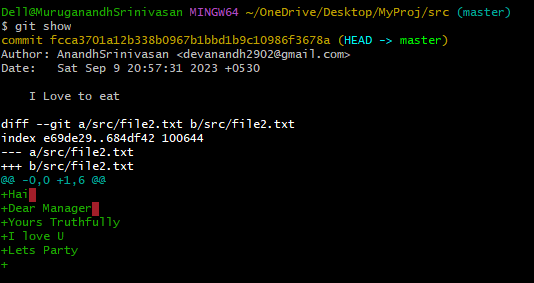 Dell@MuruganandhSrinivasan MINGW64 ~/OneDrive/Desktop/MyProj/src (master)
$ git show
commit fcca3701a12b338b0967b1bbd1b9c10986f3678a (HEAD -> master)
Author: AnandhSrinivasan <devanandh2902@gmail.com>
Date:   Sat Sep 9 20:57:31 2023 +0530
    I Love to eat
diff --git a/src/file2.txt b/src/file2.txt
index e69de29..684df42 100644
--- a/src/file2.txt
+++ b/src/file2.txt
@@ -0,0 +1,6 @@
+Hai
+Dear Manager
+Yours Truthfully
+I love U
+Lets Party
+